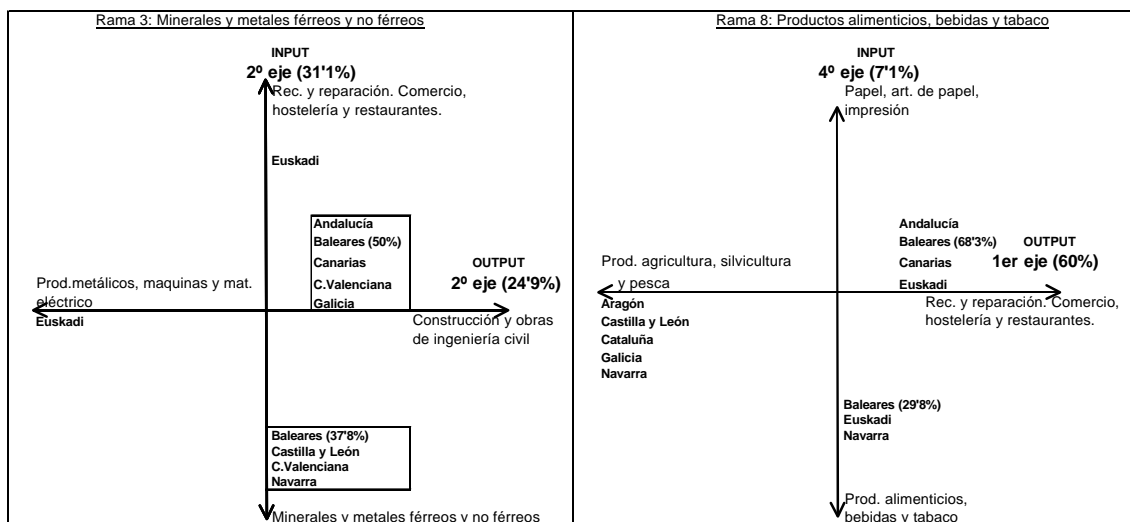 Rama 3: Minerales y metales férreos y no férreos
INPUT
2º eje (31'1%)
Rec. y reparación. Comercio,
hostelería y restaurantes.
Euskadi
Andalucía
Baleares (50%)
Canarias
C.Valenciana
Galicia
OUTPUT
2º eje (24'9%)
Prod.metálicos, maquinas y mat.
eléctrico
Euskadi
Construcción y obras
de ingeniería civil
Baleares (37'8%)
Castilla y León
C.Valenciana
Navarra
Minerales y metales férreos y no férreos
Rama 8: Productos alimenticios, bebidas y tabaco
INPUT
4º eje (7'1%)
Papel, art. de papel,
impresión
Andalucía
Baleares (68'3%)
Canarias
Euskadi
OUTPUT
1er eje (60%)
Prod. agricultura, silvicultura
y pesca
Aragón
Castilla y León
Cataluña
Galicia
Navarra
Rec. y reparación. Comercio,
hostelería y restaurantes.
Baleares (29'8%)
Euskadi
Navarra
Prod. alimenticios,
bebidas y tabaco